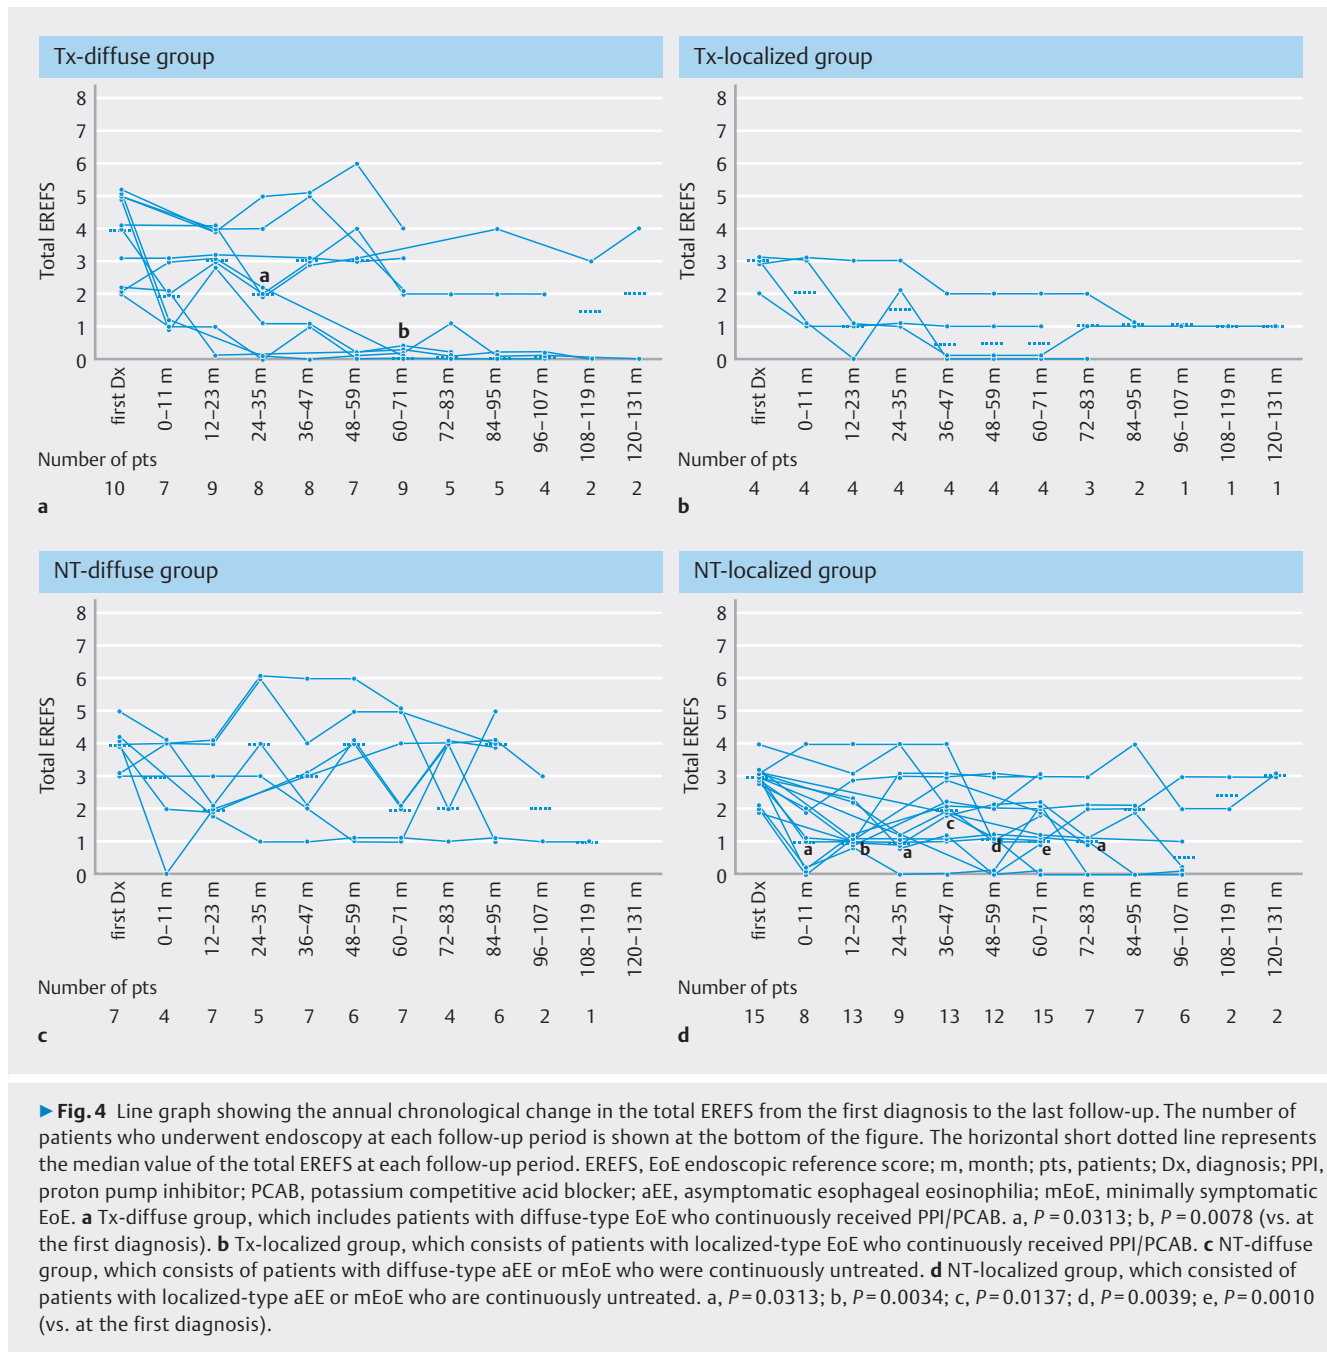 Tx-diffuse group
Total EREFS
8
7
6
5
4
3
2
1
0
a
b
first Dx
0–11 m
12–23 m
24–35 m
36–47 m
48–59 m
60–71 m
72–83 m
84–95 m
96–107 m
108–119 m
120–131 m
Number of pts
10 7 9 8 8 7 9 5 5 4 2 2
a
Tx-localized group
Total EREFS
8
7
6
5
4
3
2
1
0
first Dx
0–11 m
12–23 m
24–35 m
36–47 m
48–59 m
60–71 m
72–83 m
84–95 m
96–107 m
108–119 m
120–131 m
Number of pts
4 4 4 4 4 4 4 3 2 1 1 1
b
NT-diffuse group
Total EREFS
8
7
6
5
4
3
2
1
0
first Dx
0–11 m
12–23 m
24–35 m
36–47 m
48–59 m
60–71 m
72–83 m
84–95 m
96–107 m
108–119 m
120–131 m
Number of pts
7 4 7 5 7 6 7 4 6 2 1
c
NT-localized group
Total EREFS
8
7
6
5
4
3
2
1
0
a b a c d e a
first Dx
0–11 m
12–23 m
24–35 m
36–47 m
48–59 m
60–71 m
72–83 m
84–95 m
96–107 m
108–119 m
120–131 m
Number of pts
15 8 13 9 13 12 15 7 7 6 2 2
d
▶ Fig. 4 Line graph showing the annual chronological change in the total EREFS from the first diagnosis to the last follow-up. The number of
patients who underwent endoscopy at each follow-up period is shown at the bottom of the figure. The horizontal short dotted line represents
the median value of the total EREFS at each follow-up period. EREFS, EoE endoscopic reference score; m, month; pts, patients; Dx, diagnosis; PPI,
proton pump inhibitor; PCAB, potassium competitive acid blocker; aEE, asymptomatic esophageal eosinophilia; mEoE, minimally symptomatic
EoE. a Tx-diffuse group, which includes patients with diffuse-type EoE who continuously received PPI/PCAB. a, P = 0.0313; b, P = 0.0078 (vs. at
the first diagnosis). b Tx-localized group, which consists of patients with localized-type EoE who continuously received PPI/PCAB. c NT-diffuse
group, which consists of patients with diffuse-type aEE or mEoE who were continuously untreated. d NT-localized group, which consisted of
patients with localized-type aEE or mEoE who are continuously untreated. a, P = 0.0313; b, P = 0.0034; c, P = 0.0137; d, P = 0.0039; e, P = 0.0010
(vs. at the first diagnosis).